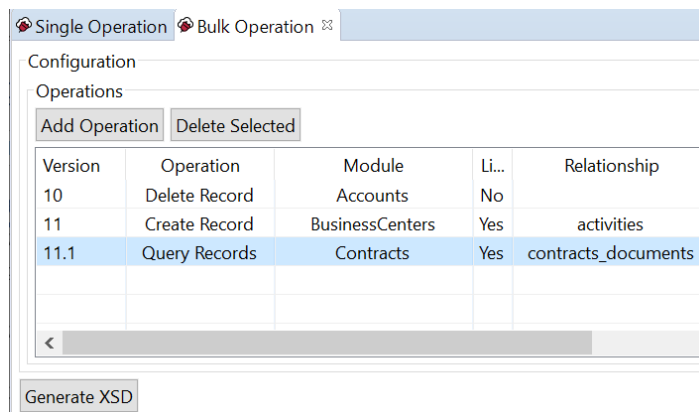 Single Operation Bulk Operation
Configuration
Operations
Add Operation Delete Selected
Version Operation Module Li... Relationship
10 Delete Record Accounts No
11 Create Record BusinessCenters Yes activities
11.1 Query Records Contracts Yes contracts_documents
Generate XSD